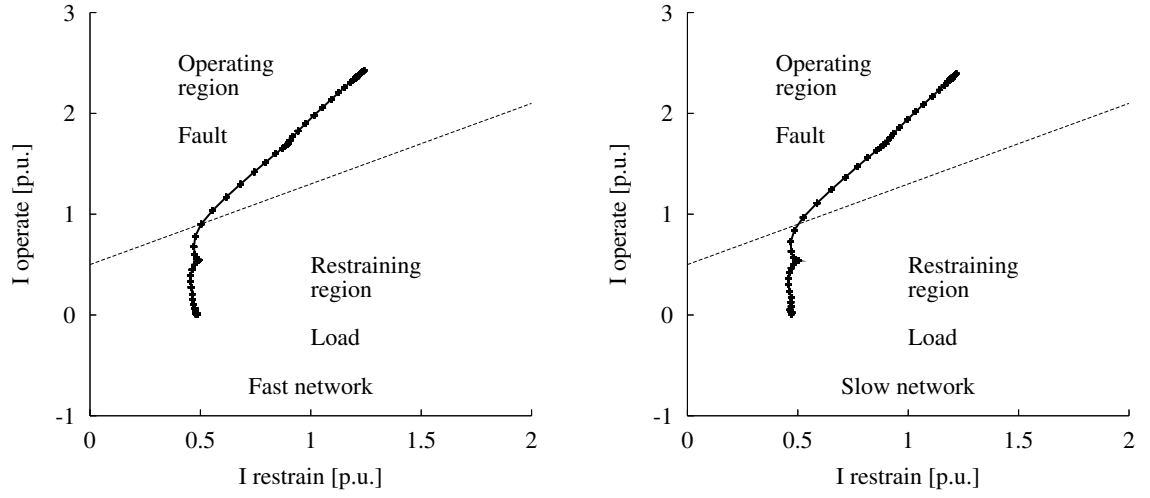 3
2
1
0
-1
0
0.5
1
1.5
2
I operate [p.u.]
I restrain [p.u.]
Operating
region
Fault
Restraining
region
Load
Fast network
3
2
1
0
-1
0
0.5
1
1.5
2
I operate [p.u.]
I restrain [p.u.]
Operating
region
Fault
Restraining
region
Load
Slow network